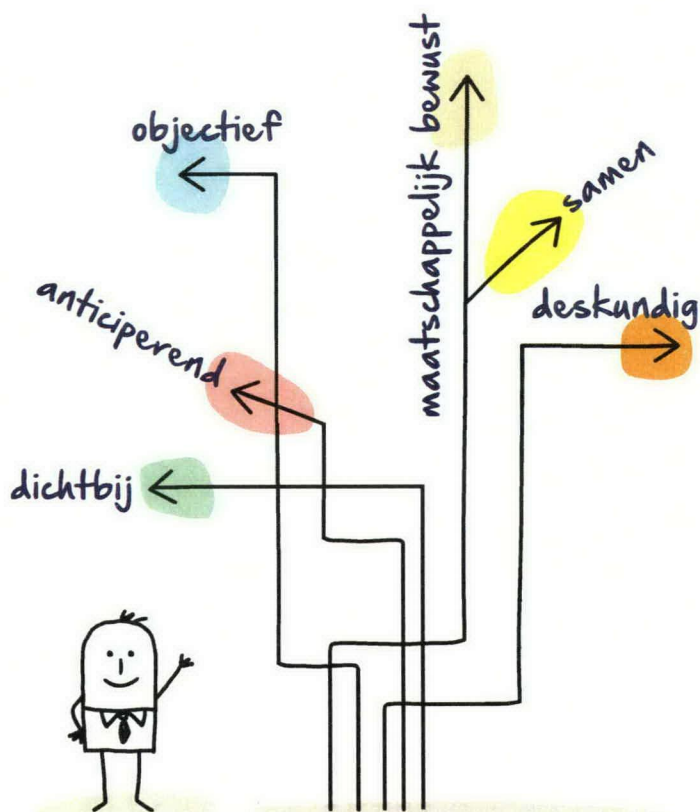 objectief
maatschappelijk bewust
samen
anticiperend
deskundig
dichtbij